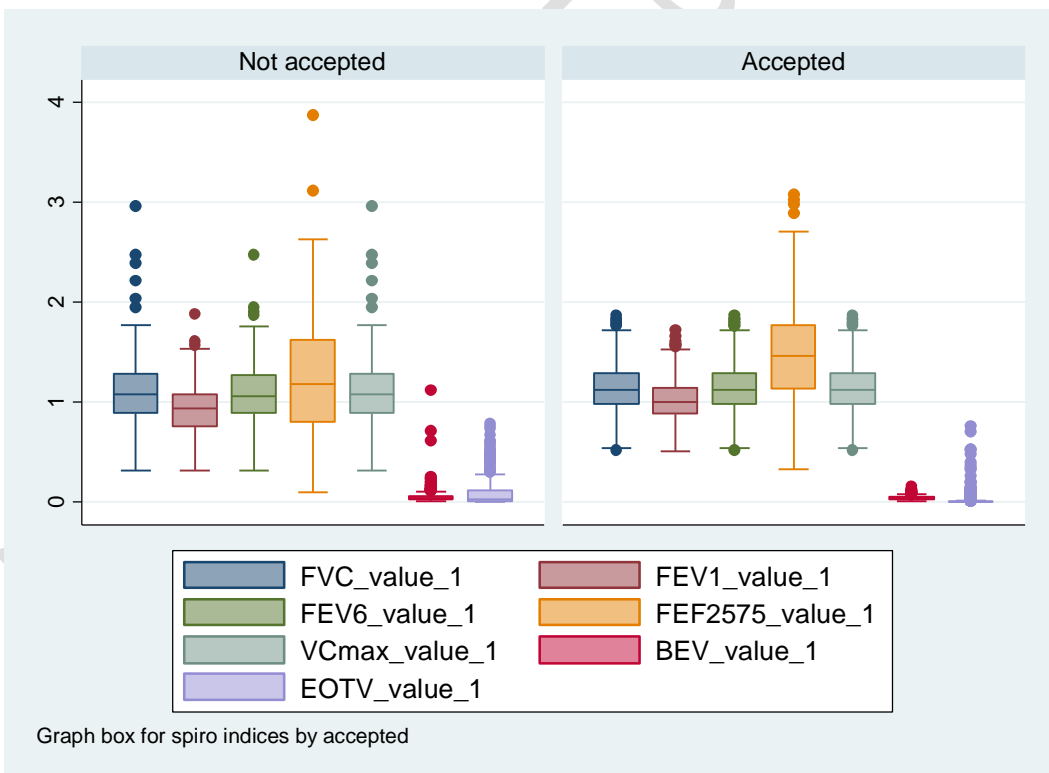 Not accepted
Accepted
4
3
2
1
0
FVC_value_1
FEV1_value_1
FEV6_value_1
FEF2575_value_1
VCmax_value_1
BEV_value_1
EOTV_value_1
Graph box for spiro indices by accepted